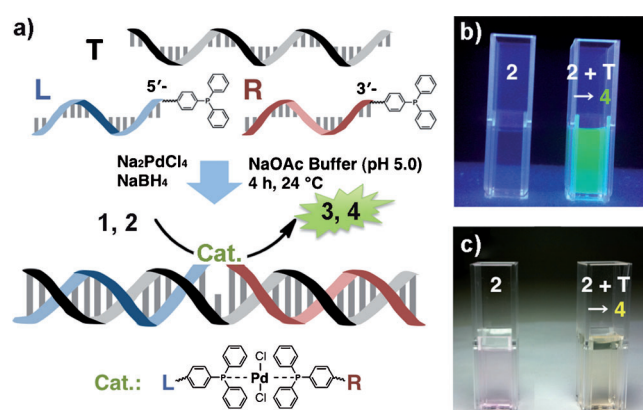 a)
T
L
5′-
P
R
3′-
P
Na₂PdCl₄
NaBH₄
NaOAc Buffer (pH 5.0)
4 h, 24 °C
1, 2
Cat.
3, 4
Cat.:
L
P
Cl
Pd
Cl
P
R
b)
2
2 + T
→ 4
c)
2
2 + T
→ 4